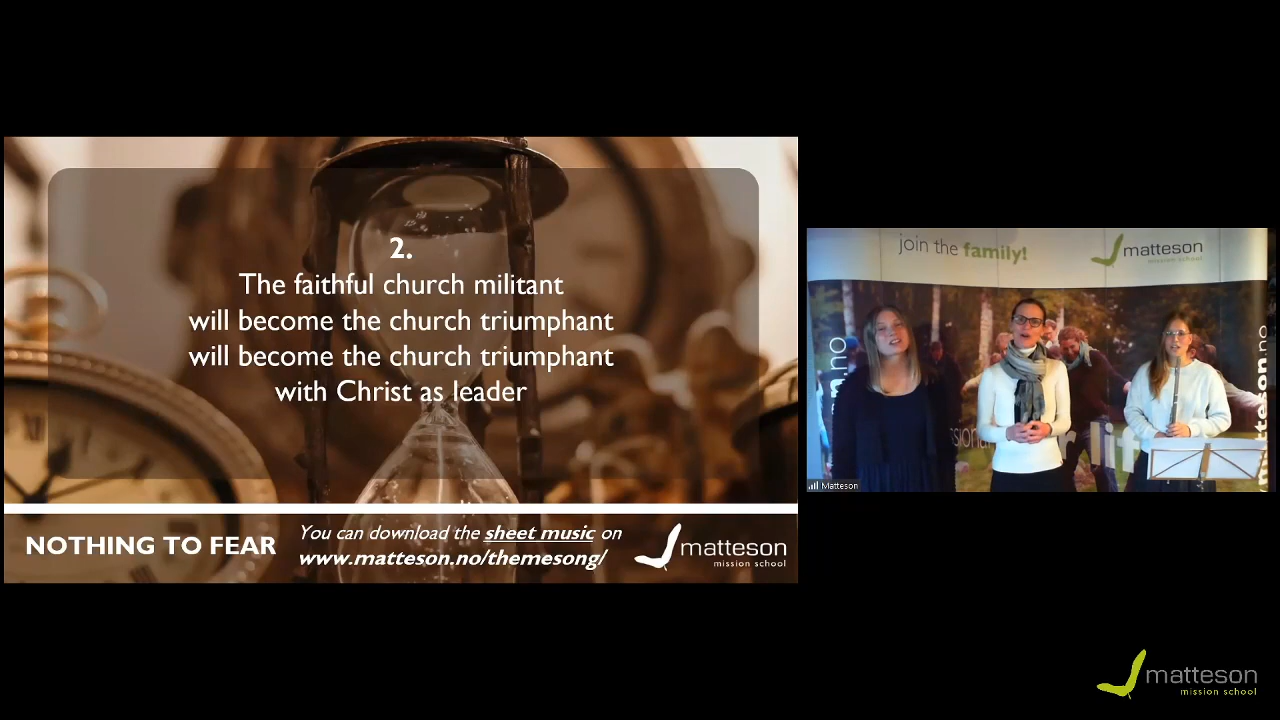 2.
The faithful church militant
will become the church triumphant
will become the church triumphant
with Christ as leader
NOTHING TO FEAR
You can download the sheet music on
www.matteson.no/themesong/
matteson
mission school
join the family!
matteson
mission school
matteson.no
Matteson
matteson
mission school